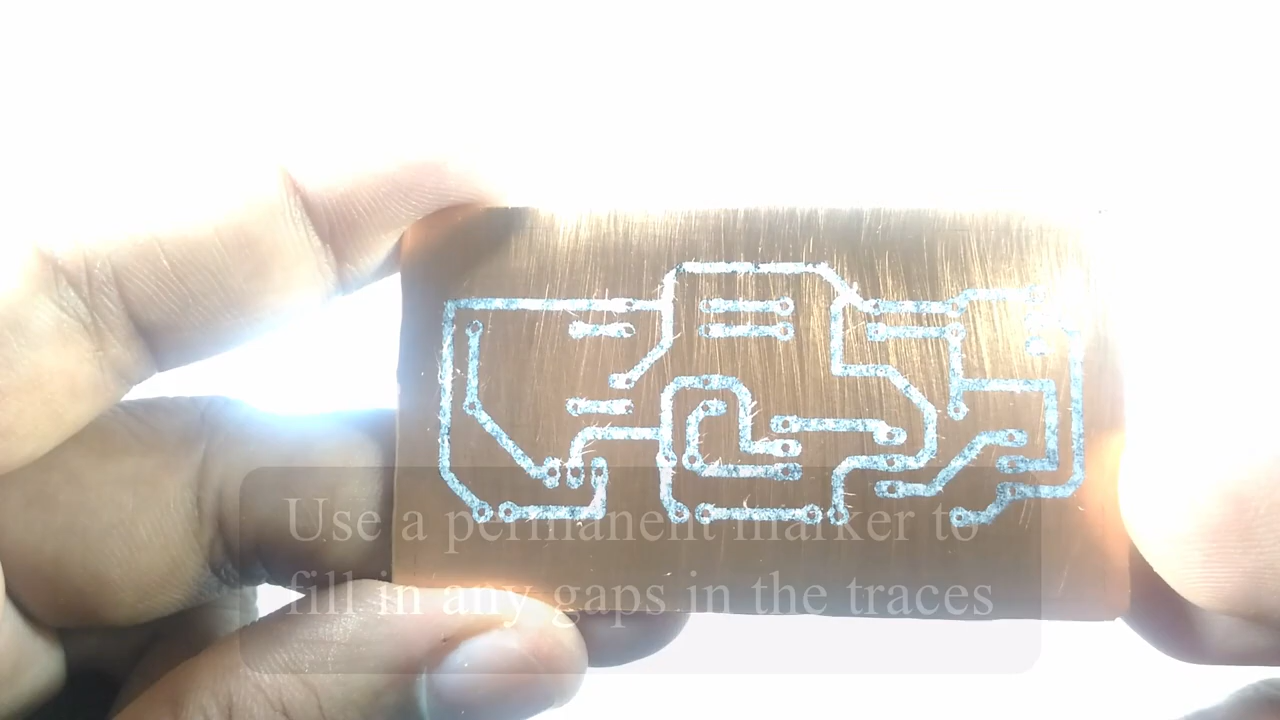 Use a permanent marker to
fill in any gaps in the traces